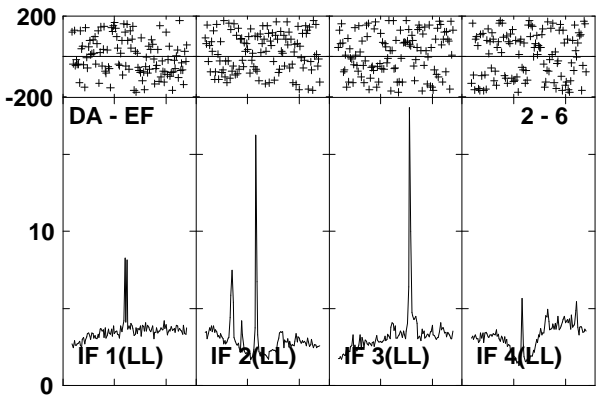 200
-200
DA - EF 2 - 6
10
IF 1(LL) IF 2(LL) IF 3(LL) IF 4(LL)
0